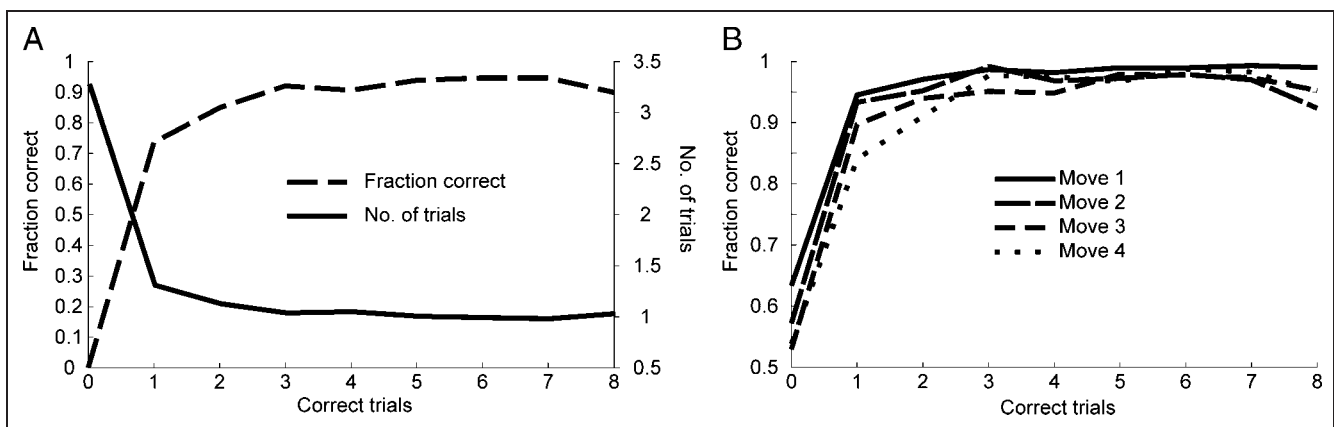 A
Fraction correct
1
0.9
0.8
0.7
0.6
0.5
0.4
0.3
0.2
0.1
0
0 1 2 3 4 5 6 7 8
Correct trials
3.5
3
2.5
2
1.5
1
0.5
No. of trials
Fraction correct
No. of trials
B
Fraction correct
1
0.9
0.8
0.7
0.6
0.5
0 1 2 3 4 5 6 7 8
Correct trials
Move 1
Move 2
Move 3
Move 4